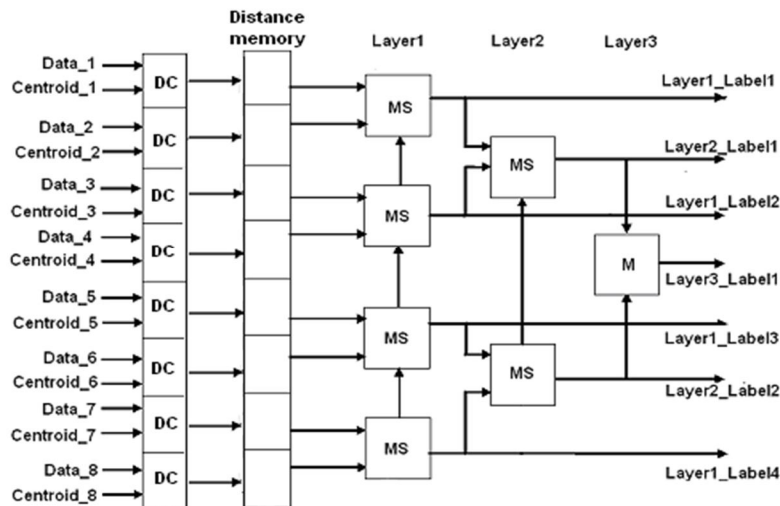 Distance
memory
Layer1
Layer2
Layer3
Data_1
Centroid_1
DC
Data_2
Centroid_2
DC
Data_3
Centroid_3
DC
Data_4
Centroid_4
DC
Data_5
Centroid_5
DC
Data_6
Centroid_6
DC
Data_7
Centroid_7
DC
Data_8
Centroid_8
DC
MS
MS
MS
MS
MS
MS
M
Layer1_Label1
Layer2_Label1
Layer1_Label2
Layer3_Label1
Layer1_Label3
Layer2_Label2
Layer1_Label4